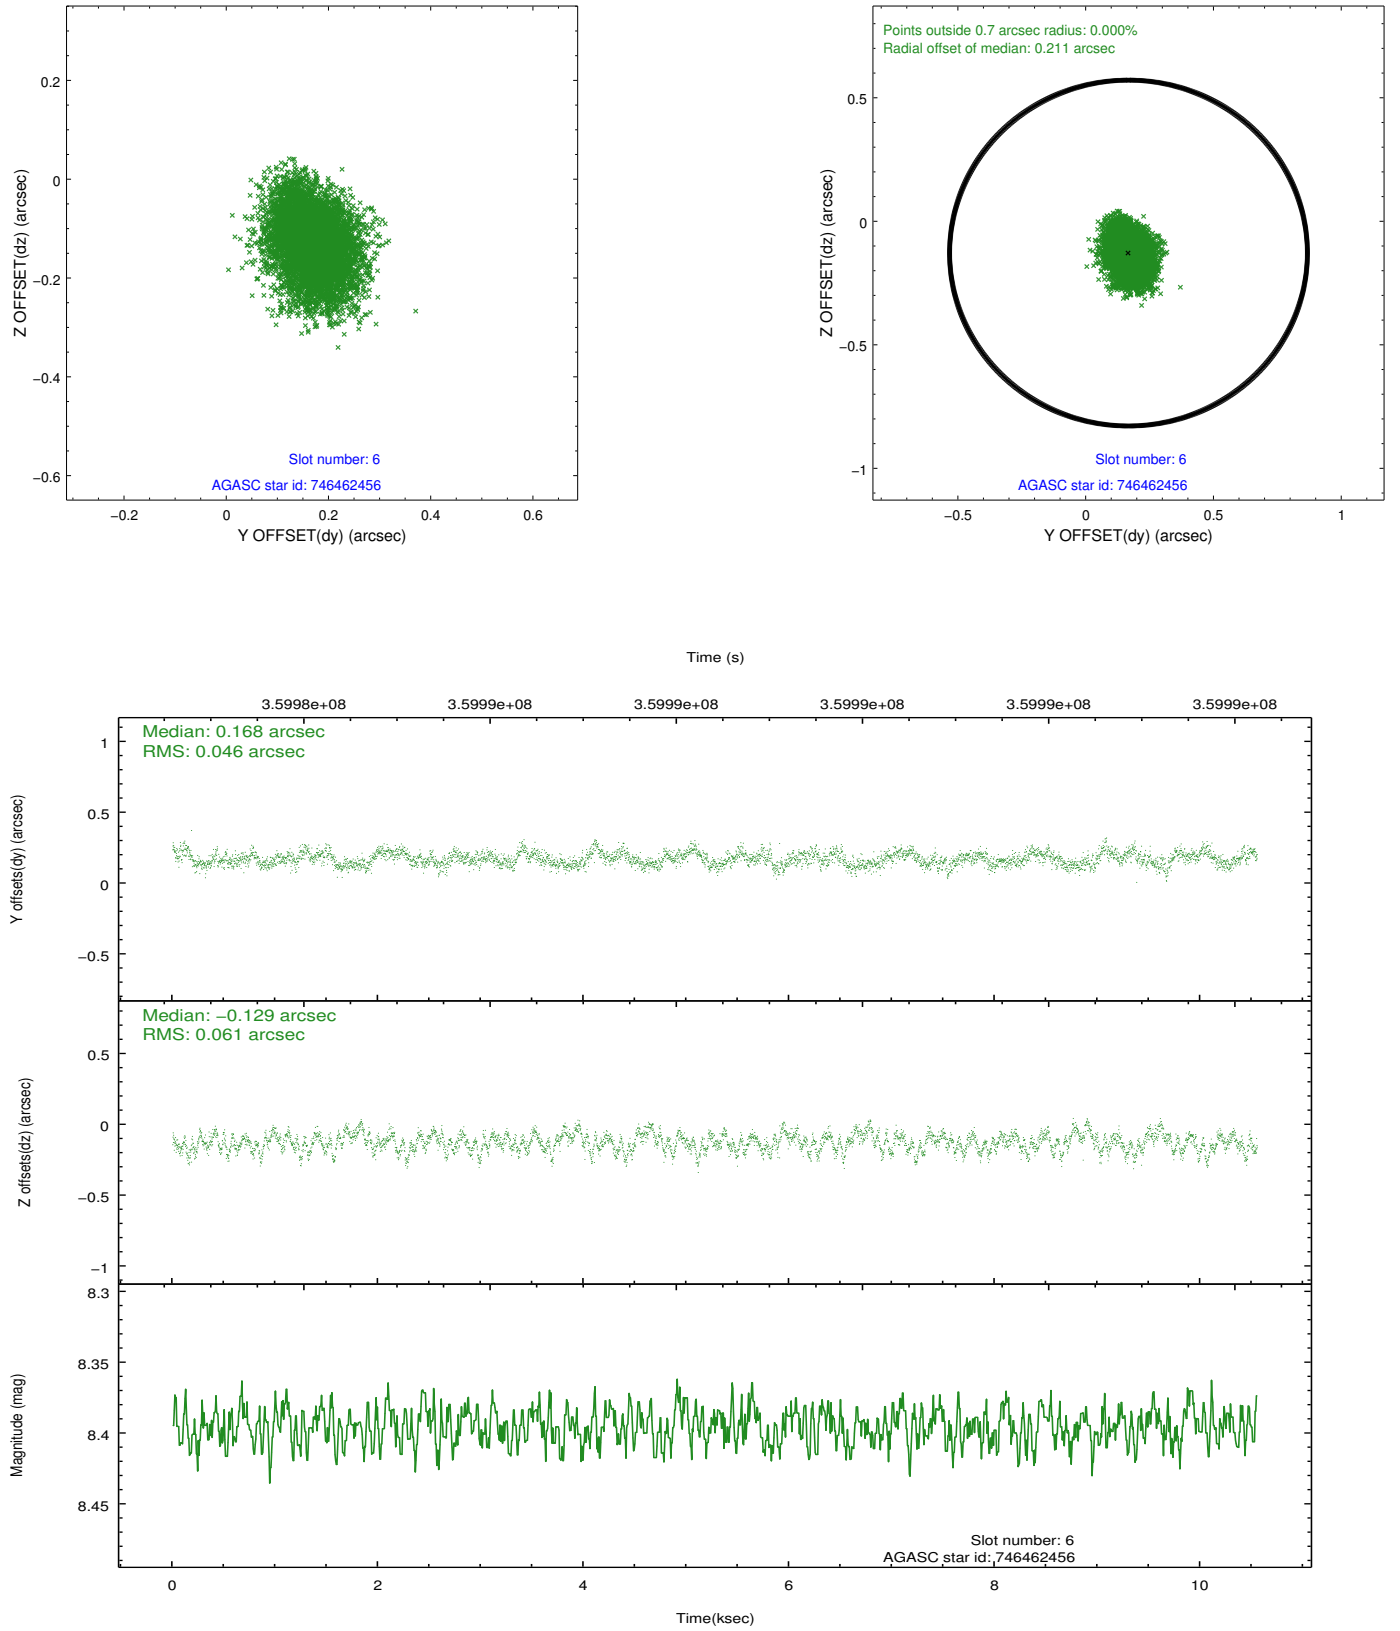 0.2
0
−0.2
−0.4
−0.6
Z OFFSET(dz) (arcsec)
Slot number: 6
AGASC star id: 746462456
−0.2
0
0.2
0.4
0.6
Y OFFSET(dy) (arcsec)
Points outside 0.7 arcsec radius: 0.000%
Radial offset of median: 0.211 arcsec
0.5
0
−0.5
−1
Z OFFSET(dz) (arcsec)
Slot number: 6
AGASC star id: 746462456
−0.5
0
0.5
1
Y OFFSET(dy) (arcsec)
Time (s)
3.5998e+08
3.5999e+08
3.5999e+08
3.5999e+08
3.5999e+08
3.5999e+08
Median: 0.168 arcsec
RMS: 0.046 arcsec
1
0.5
0
−0.5
Y offsets(dy) (arcsec)
Median: −0.129 arcsec
RMS: 0.061 arcsec
0.5
0
−0.5
−1
Z offsets(dz) (arcsec)
8.3
8.35
8.4
8.45
Magnitude (mag)
Slot number: 6
AGASC star id: 746462456
0
2
4
6
8
10
Time(ksec)